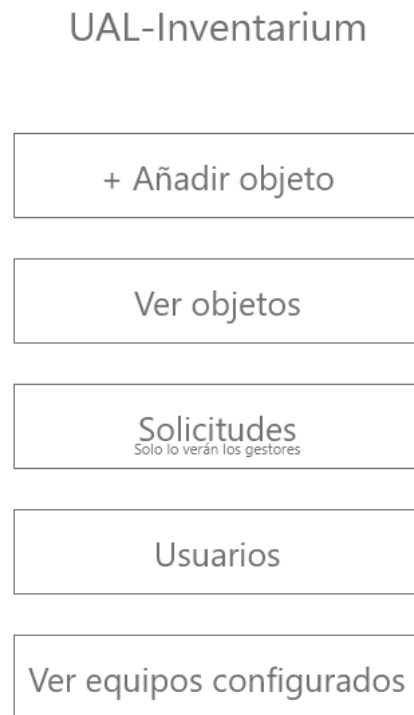 UAL-Inventarium
+ Añadir objeto
Ver objetos
Solicitudes
Solo lo verán los gestores
Usuarios
Ver equipos configurados